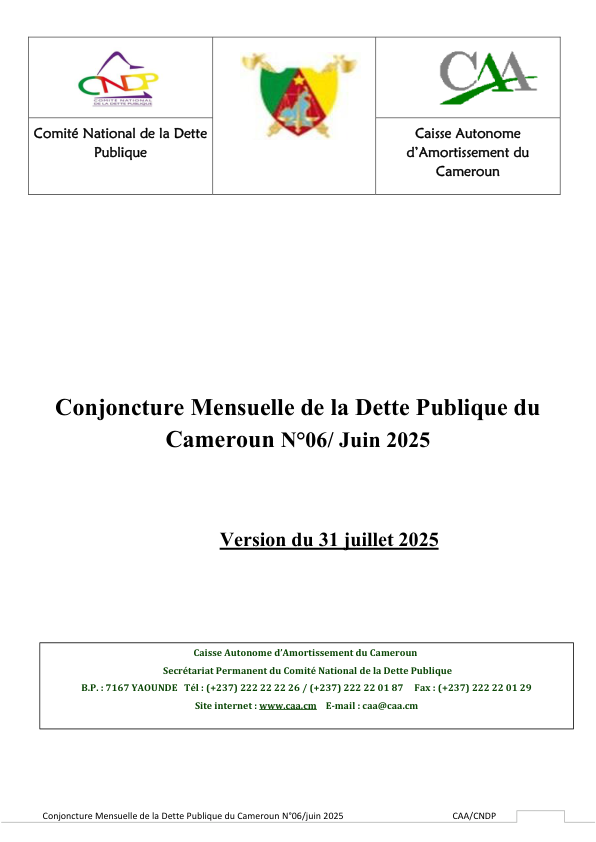 CNDP
COMITÉ NATIONAL
DE LA DETTE PUBLIQUE
CAA
Comité National de la Dette
Publique
Caisse Autonome
d'Amortissement du
Cameroun
Conjoncture Mensuelle de la Dette Publique du
Cameroun N°06/ Juin 2025
Version du 31 juillet 2025
Caisse Autonome d'Amortissement du Cameroun
Secrétariat Permanent du Comité National de la Dette Publique
B.P. : 7167 YAOUNDE Tél : (+237) 222 22 22 26 / (+237) 222 22 01 87 Fax : (+237) 222 22 01 29
Site internet : www.caa.cm E-mail : caa@caa.cm
Conjoncture Mensuelle de la Dette Publique du Cameroun N°06/juin 2025 CAA/CNDP